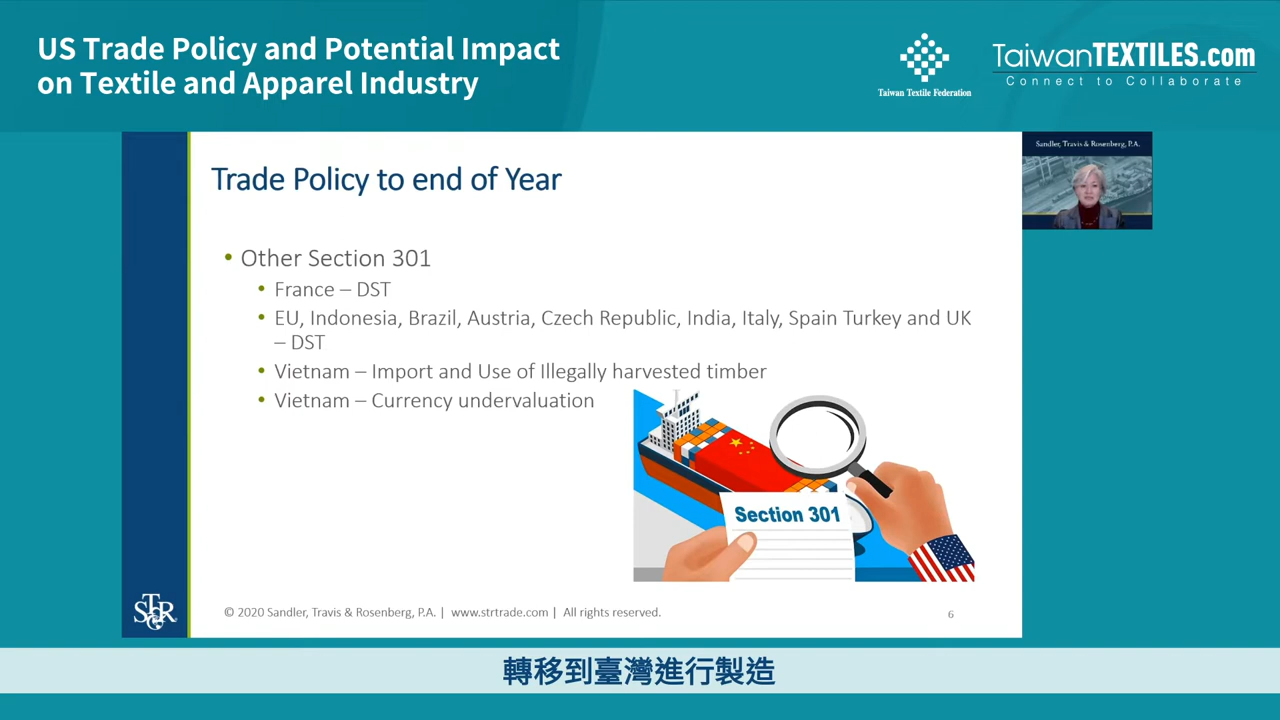 US Trade Policy and Potential Impact
on Textile and Apparel Industry
Taiwan Textile Federation
TaiwanTEXTILES.com
Connect to Collaborate
Sandler, Travis & Rosenberg, P.A.
Trade Policy to end of Year
• Other Section 301
• France – DST
• EU, Indonesia, Brazil, Austria, Czech Republic, India, Italy, Spain Turkey and UK
– DST
• Vietnam – Import and Use of Illegally harvested timber
• Vietnam – Currency undervaluation
Section 301
ST&R
© 2020 Sandler, Travis & Rosenberg, P.A. | www.strtrade.com | All rights reserved.
6
轉移到臺灣進行製造